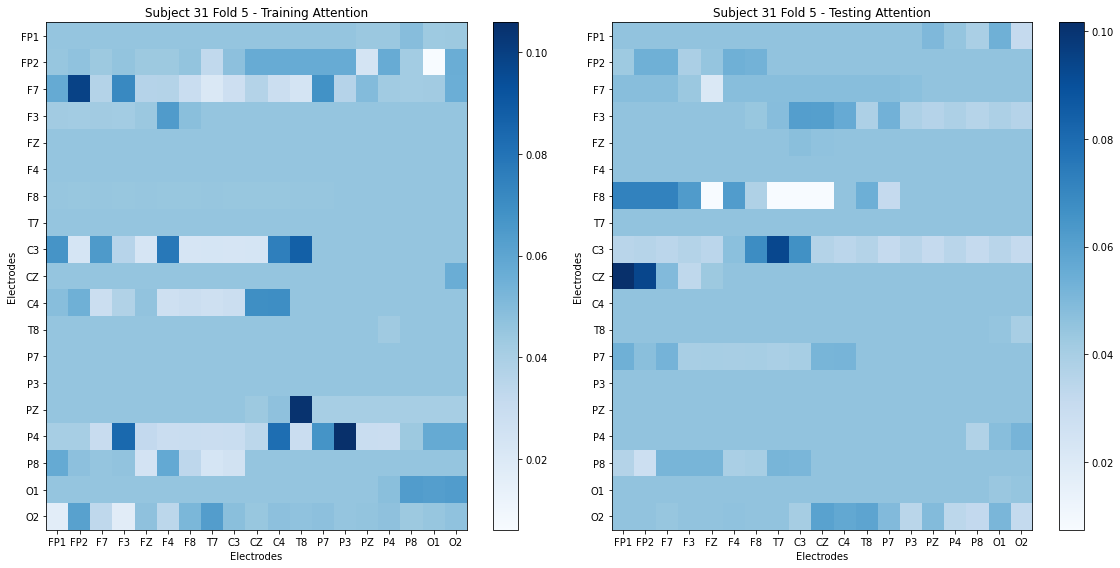 Subject 31 Fold 5 - Training Attention
FP1
FP2
F7
F3
FZ
F4
F8
T7
C3
CZ
C4
T8
P7
P3
PZ
P4
P8
O1
O2
Electrodes
FP1 FP2 F7 F3 FZ F4 F8 T7 C3 CZ C4 T8 P7 P3 PZ P4 P8 O1 O2
Electrodes
0.10
0.08
0.06
0.04
0.02
Subject 31 Fold 5 - Testing Attention
FP1
FP2
F7
F3
FZ
F4
F8
T7
C3
CZ
C4
T8
P7
P3
PZ
P4
P8
O1
O2
Electrodes
FP1 FP2 F7 F3 FZ F4 F8 T7 C3 CZ C4 T8 P7 P3 PZ P4 P8 O1 O2
Electrodes
0.10
0.08
0.06
0.04
0.02